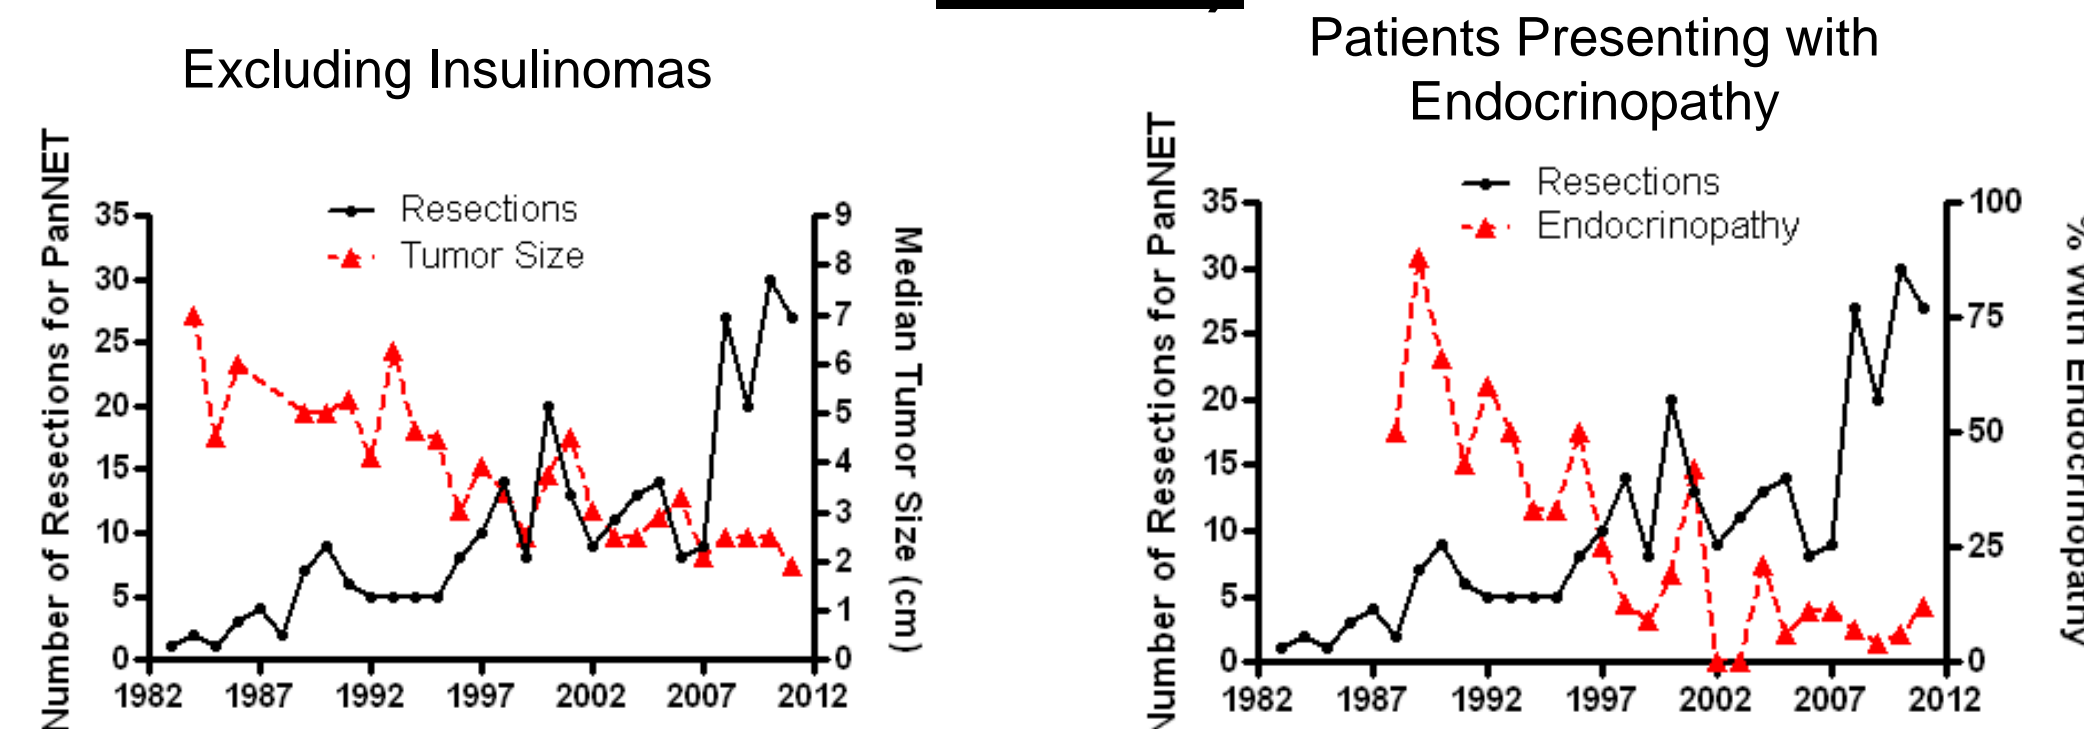 Excluding Insulinomas
Number of Resections for PanNET
35
30
25
20
15
10
5
0
Resections
Tumor Size
9
8
7
6
5
4
3
2
1
0
Median Tumor Size (cm)
1982 1987 1992 1997 2002 2007 2012
Patients Presenting with
Endocrinopathy
Number of Resections for PanNET
35
30
25
20
15
10
5
0
Resections
Endocrinopathy
100
75
50
25
0
% With Endocrinopathy
1982 1987 1992 1997 2002 2007 2012